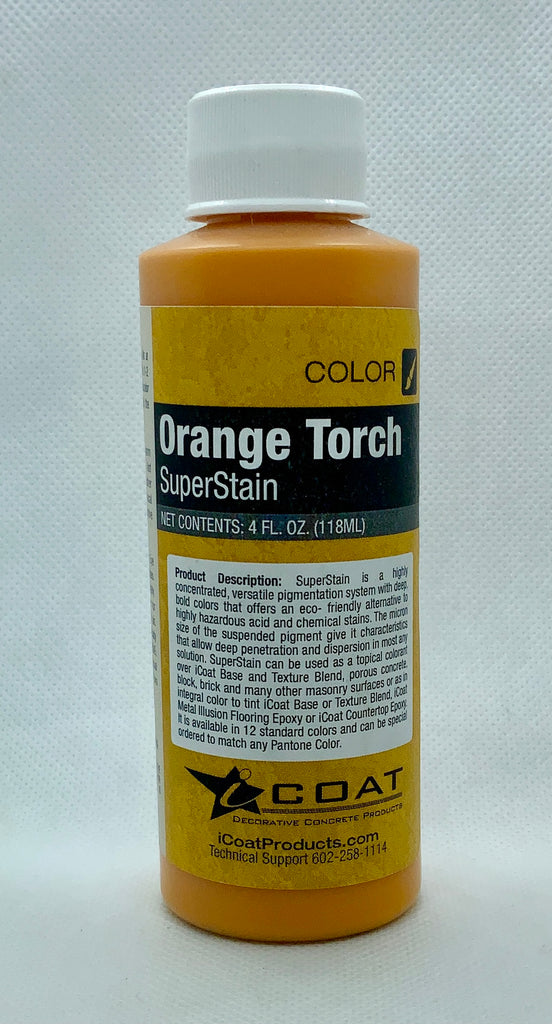 COLOR
Orange Torch
SuperStain
NET CONTENTS: 4 FL. OZ. (118ML)
Product Description: SuperStain is a highly
concentrated, versatile pigmentation system with deep,
bold colors that offers an eco- friendly alternative to
highly hazardous acid and chemical stains. The micron
size of the suspended pigment give it characteristics
that allow deep penetration and dispersion in most any
solution. SuperStain can be used as a topical colorant
over iCoat Base and Texture Blend, porous concrete,
block, brick and many other masonry surfaces or as in
integral color to tint iCoat Base or Texture Blend, iCoat
Metal Illusion Flooring Epoxy or iCoat Countertop Epoxy.
It is available in 12 standard colors and can be special
ordered to match any Pantone Color.
iCOAT
DECORATIVE CONCRETE PRODUCTS
iCoatProducts.com
Technical Support 602-258-1114